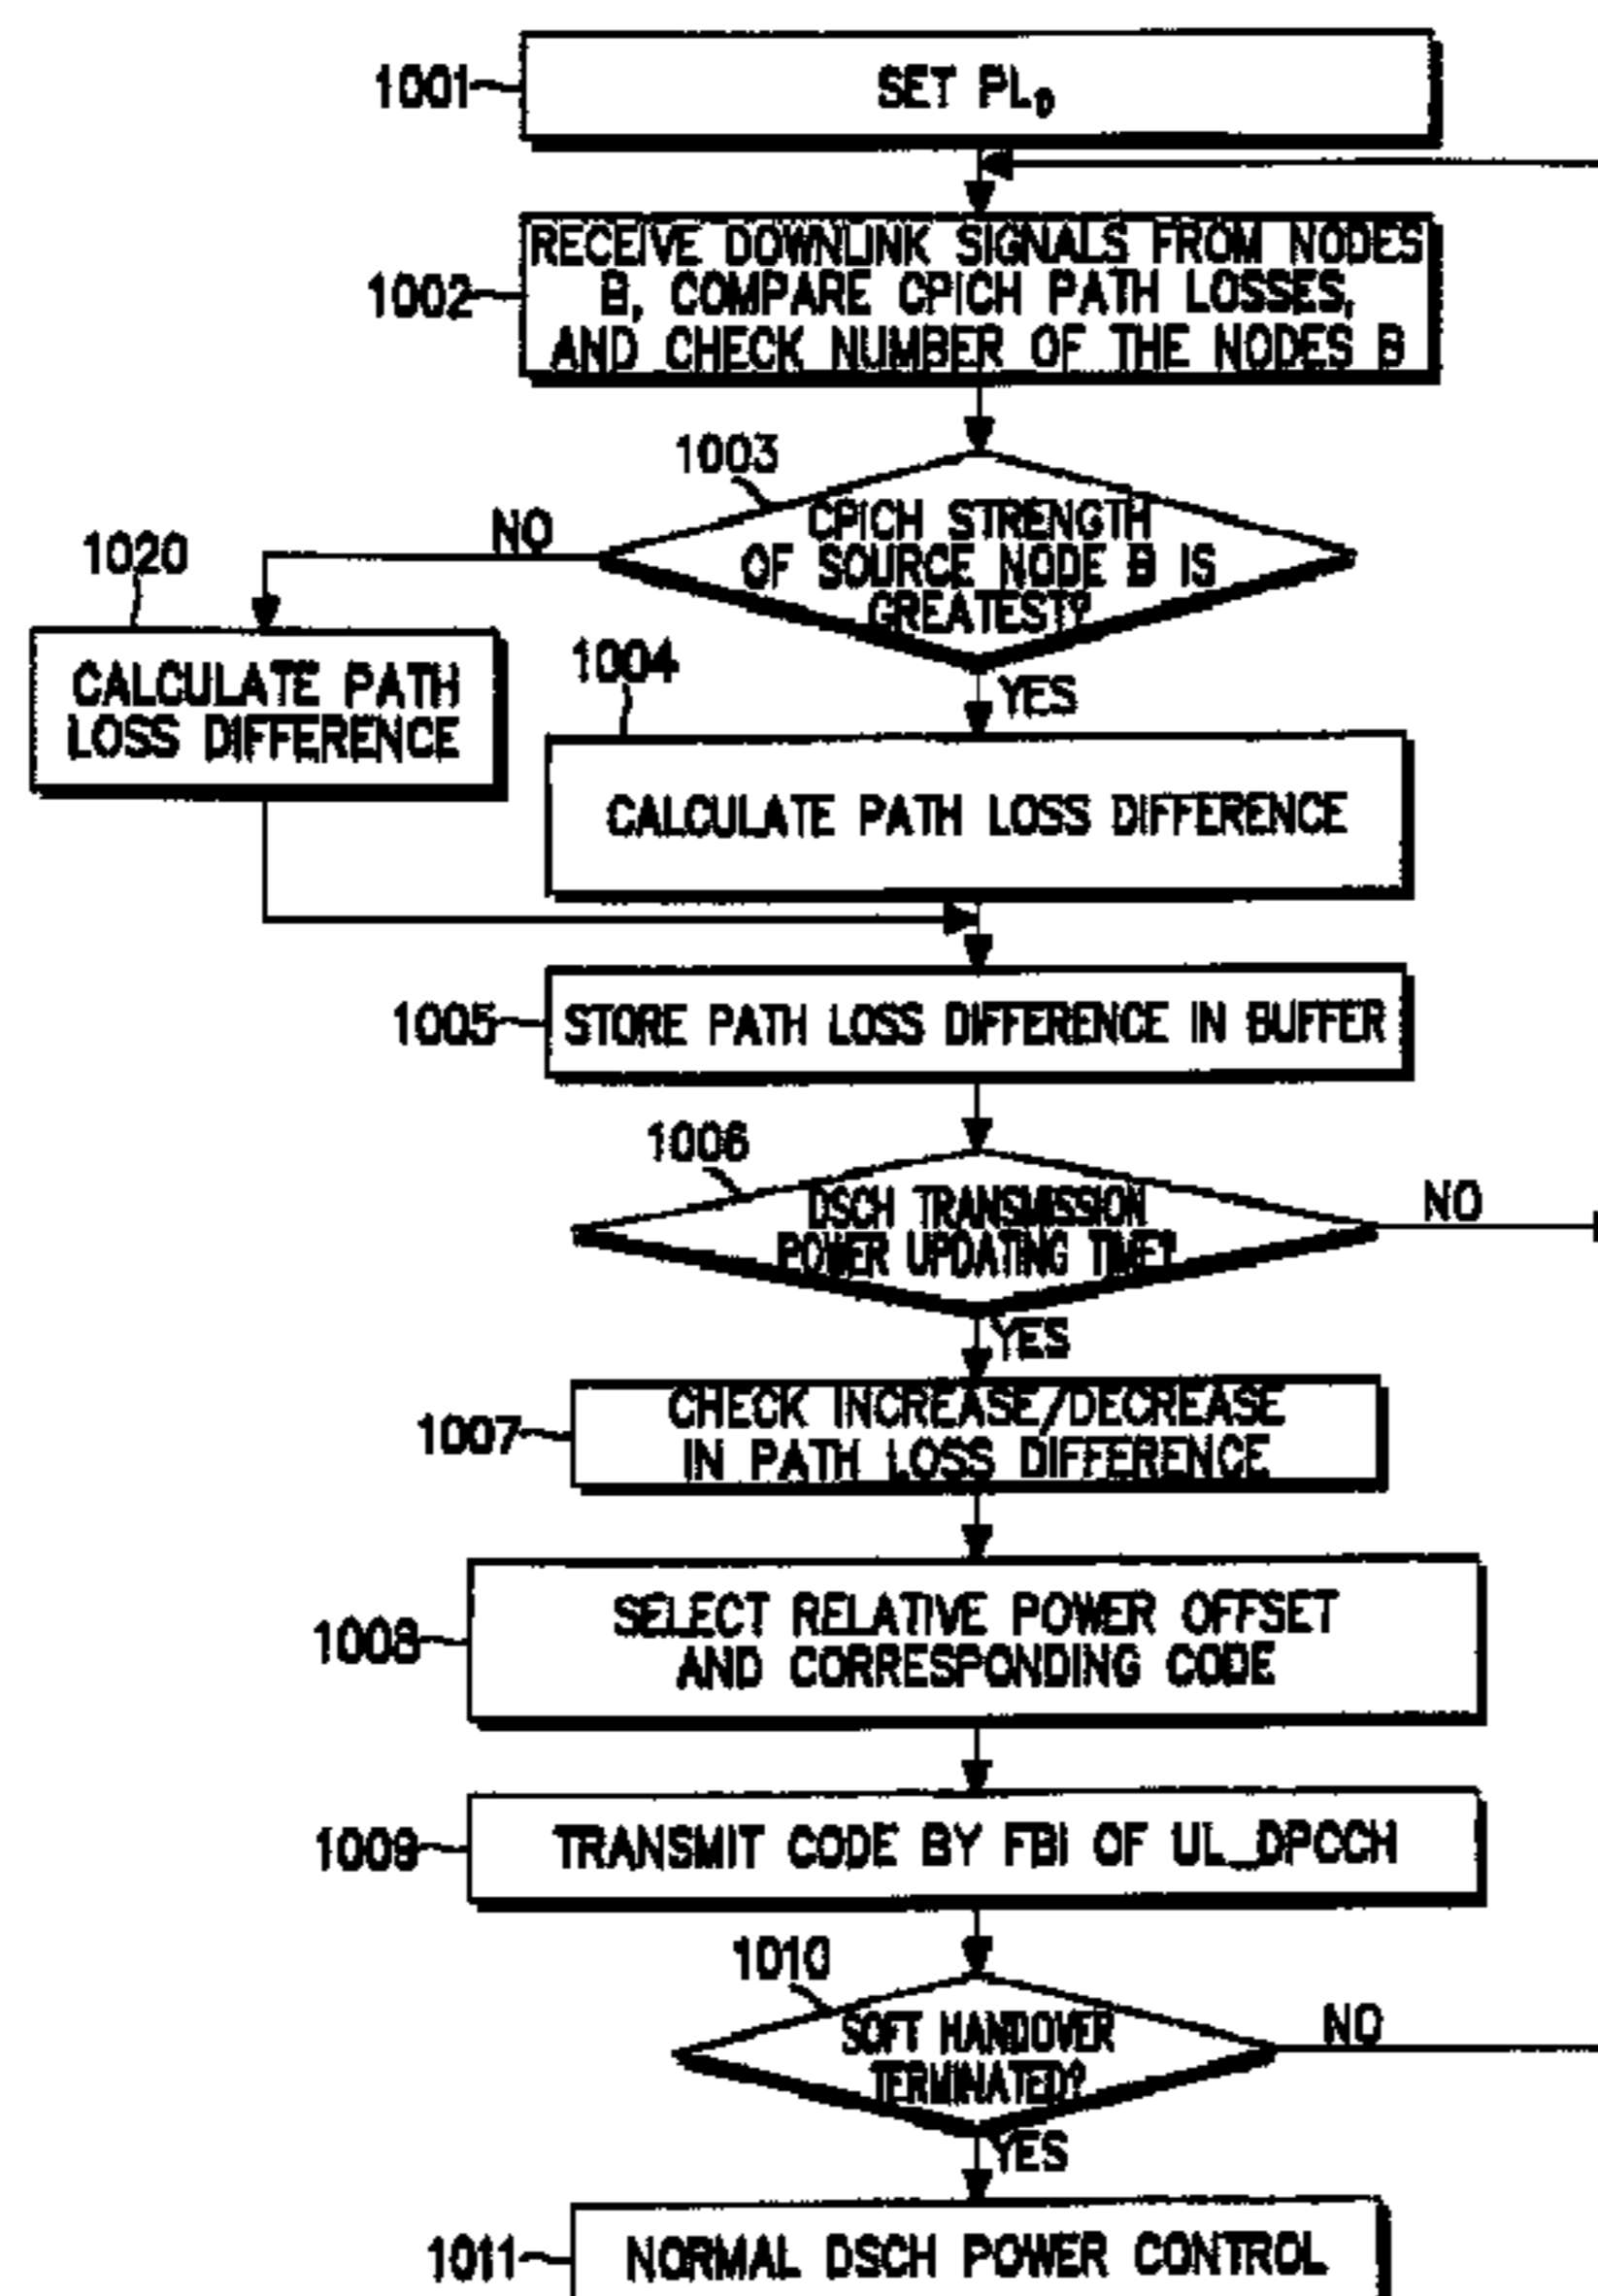 1001
SET PL0
1002
RECEIVE DOWNLINK SIGNALS FROM NODES
B, COMPARE CPICH PATH LOSSES,
AND CHECK NUMBER OF THE NODES B
1003
CPICH STRENGTH
OF SOURCE NODE B IS
GREATEST?
NO
1020
CALCULATE PATH
LOSS DIFFERENCE
YES
1004
CALCULATE PATH LOSS DIFFERENCE
1005
STORE PATH LOSS DIFFERENCE IN BUFFER
1006
DSCH TRANSMISSION
POWER UPDATING TIME?
NO
YES
1007
CHECK INCREASE/DECREASE
IN PATH LOSS DIFFERENCE
1008
SELECT RELATIVE POWER OFFSET
AND CORRESPONDING CODE
1009
TRANSMIT CODE BY FBI OF UL_DPCCH
1010
SOFT HANDOVER
TERMINATED?
NO
YES
1011
NORMAL DSCH POWER CONTROL